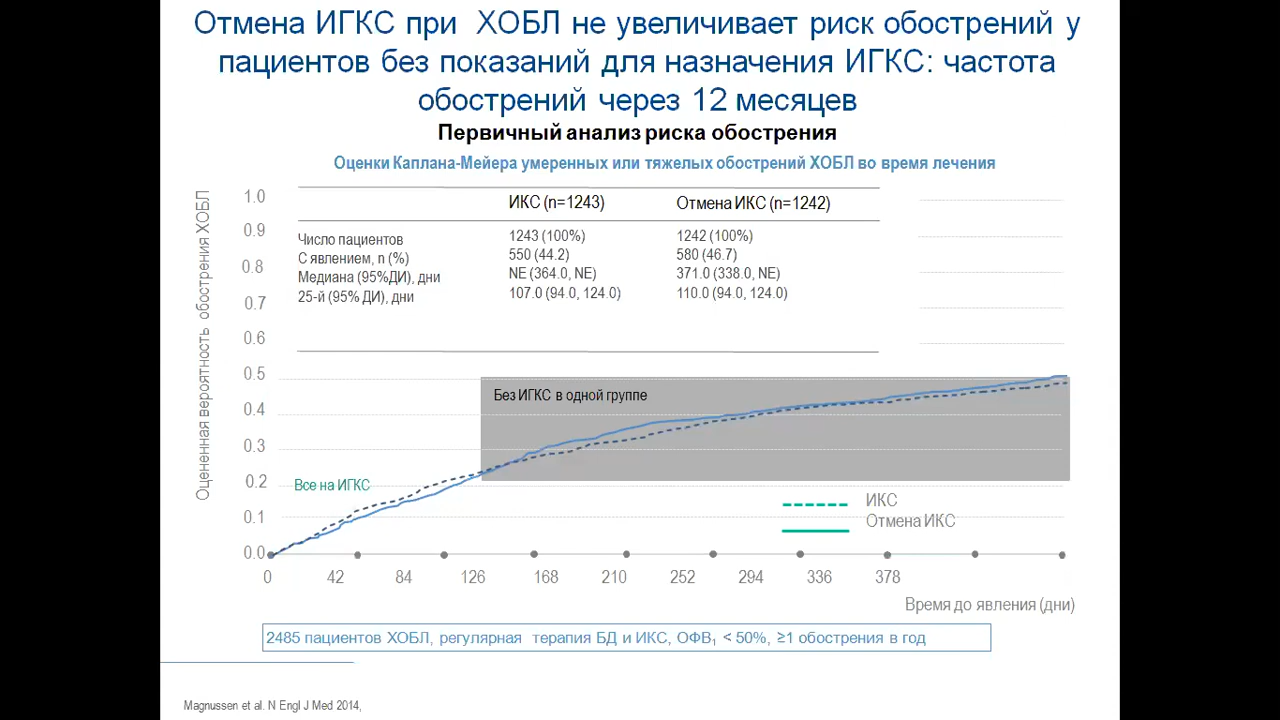 Отмена ИГКС при ХОБЛ не увеличивает риск обострений у
пациентов без показаний для назначения ИГКС: частота
обострений через 12 месяцев
Первичный анализ риска обострения
Оценки Каплана-Мейера умеренных или тяжелых обострений ХОБЛ во время лечения
Оцененная вероятность обострения ХОБЛ
1.0
0.9
0.8
0.7
0.6
0.5
0.4
0.3
0.2
0.1
0.0
ИКС (n=1243) Отмена ИКС (n=1242)
Число пациентов 1243 (100%) 1242 (100%)
С явлением, n (%) 550 (44.2) 580 (46.7)
Медиана (95%ДИ), дни NE (364.0, NE) 371.0 (338.0, NE)
25-й (95% ДИ), дни 107.0 (94.0, 124.0) 110.0 (94.0, 124.0)
Без ИГКС в одной группе
Все на ИГКС
ИКС
Отмена ИКС
0 42 84 126 168 210 252 294 336 378
Время до явления (дни)
2485 пациентов ХОБЛ, регулярная терапия БД и ИКС, ОФВ₁ < 50%, ≥1 обострения в год
Magnussen et al. N Engl J Med 2014,